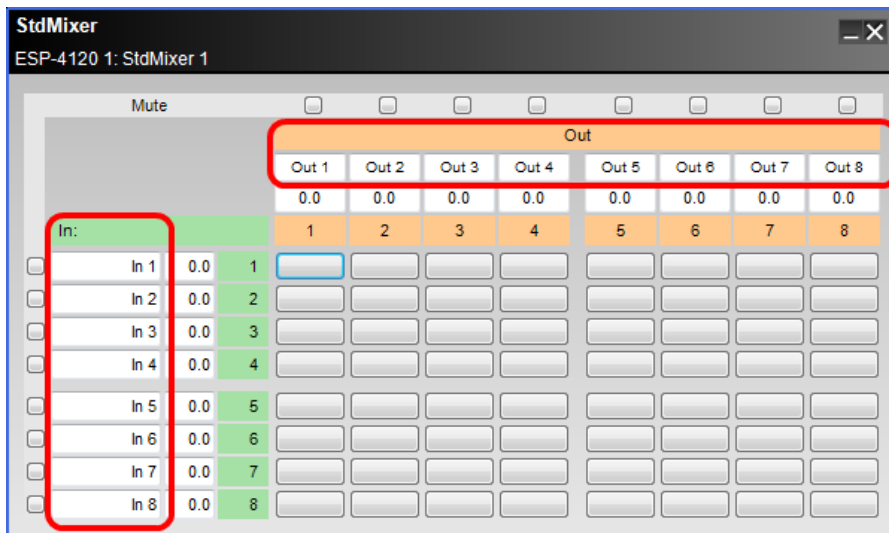 StdMixer
ESP-4120 1: StdMixer 1
Mute
Out
Out 1 Out 2 Out 3 Out 4 Out 5 Out 6 Out 7 Out 8
0.0 0.0 0.0 0.0 0.0 0.0 0.0 0.0
In: 1 2 3 4 5 6 7 8
In 1 0.0 1
In 2 0.0 2
In 3 0.0 3
In 4 0.0 4
In 5 0.0 5
In 6 0.0 6
In 7 0.0 7
In 8 0.0 8